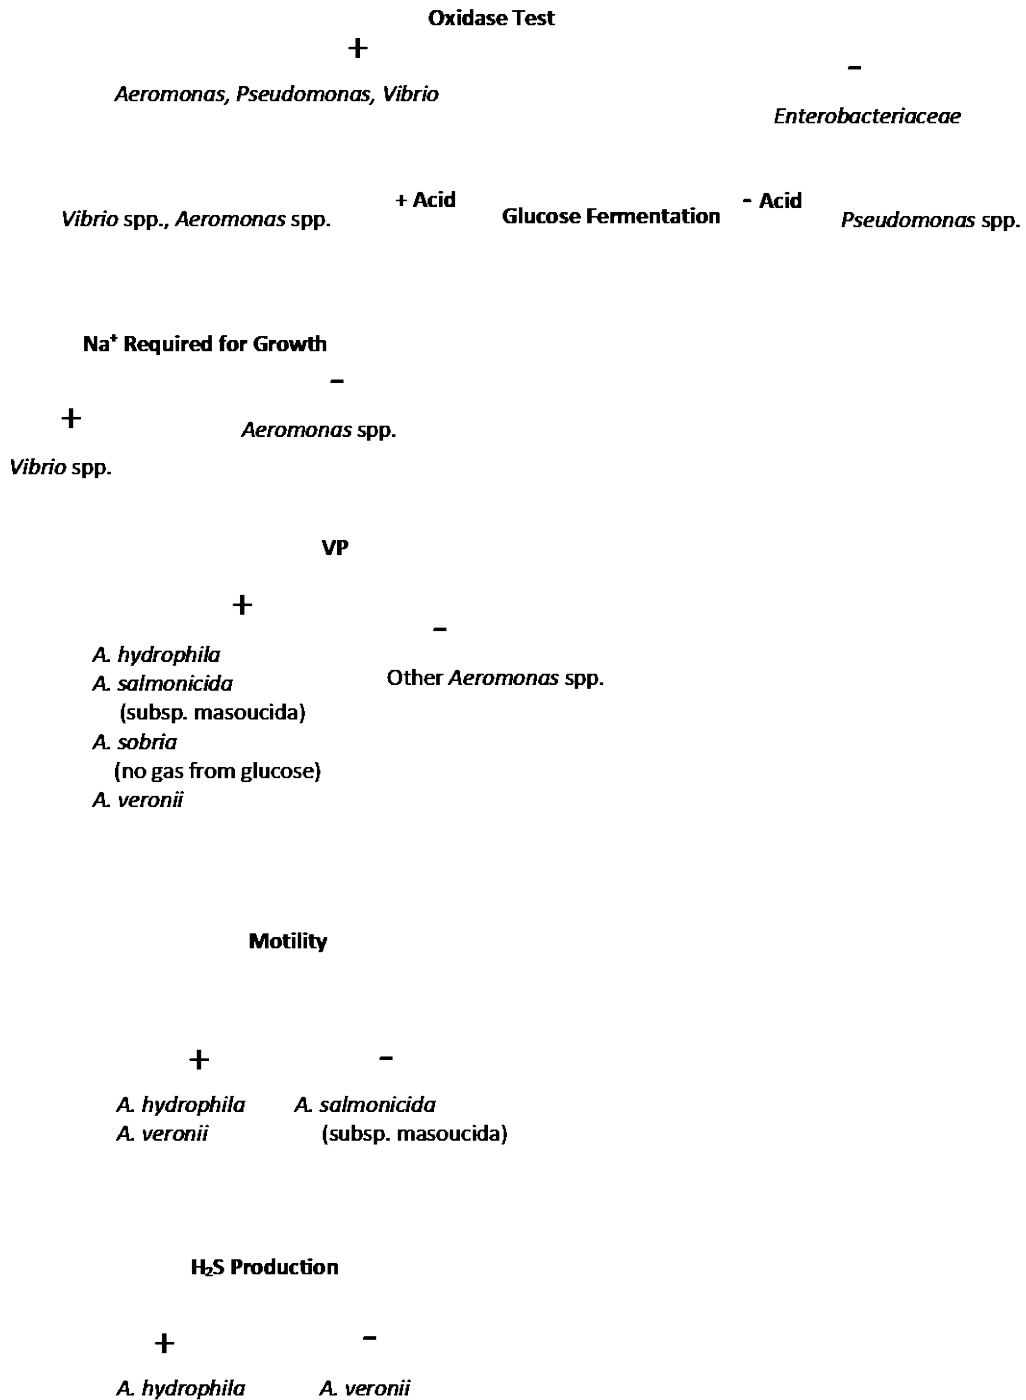 Oxidase Test
+
-
Aeromonas, Pseudomonas, Vibrio
Enterobacteriaceae
Vibrio spp., Aeromonas spp.
+ Acid
Glucose Fermentation
- Acid
Pseudomonas spp.
Na⁺ Required for Growth
-
+
Aeromonas spp.
Vibrio spp.
VP
+
-
A. hydrophila
A. salmonicida
(subsp. masoucida)
A. sobria
(no gas from glucose)
A. veronii
Other Aeromonas spp.
Motility
+
-
A. hydrophila
A. veronii
A. salmonicida
(subsp. masoucida)
H₂S Production
+
-
A. hydrophila
A. veronii